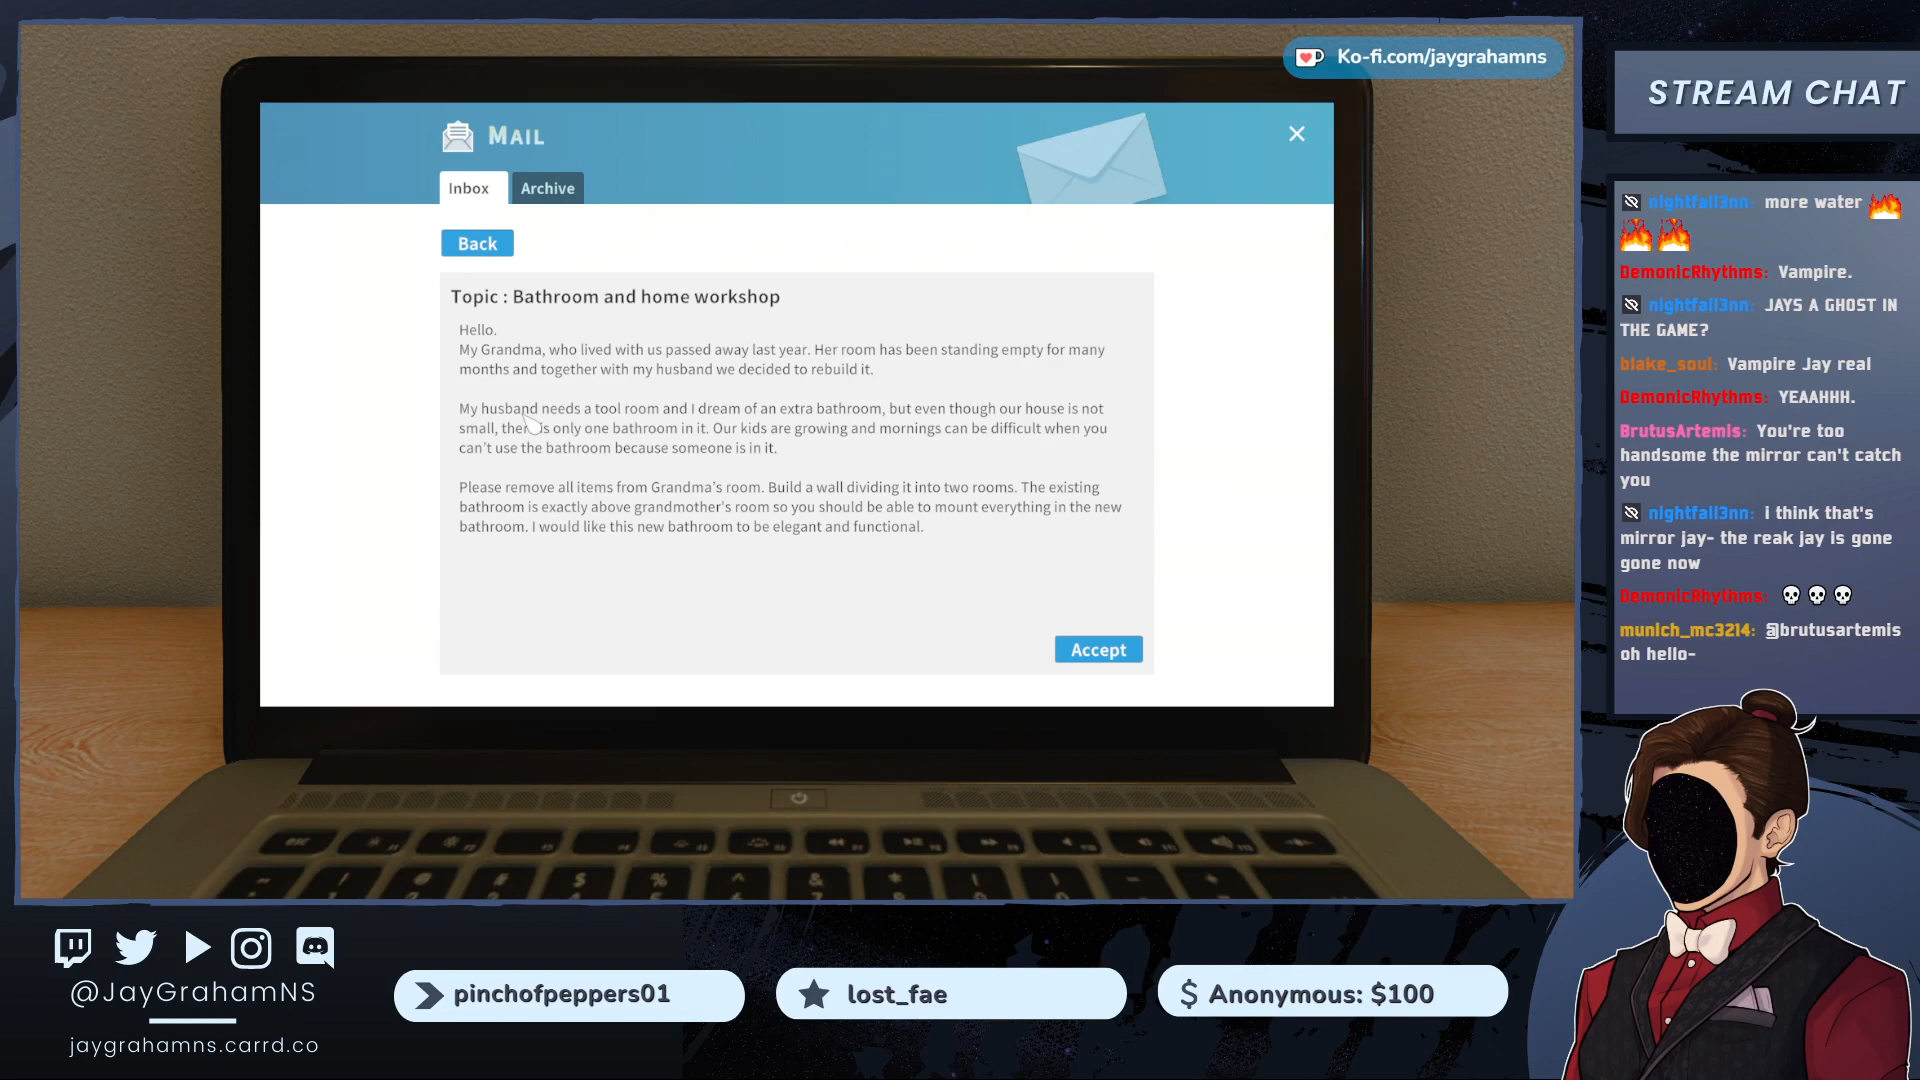 Ko-fi.com/jaygrahamns
MAIL
Inbox
Archive
Back
Topic : Bathroom and home workshop
Hello.
My Grandma, who lived with us passed away last year. Her room has been standing empty for many
months and together with my husband we decided to rebuild it.
My husband needs a tool room and I dream of an extra bathroom, but even though our house is not
small, there is only one bathroom in it. Our kids are growing and mornings can be difficult when you
can't use the bathroom because someone is in it.
Please remove all items from Grandma's room. Build a wall dividing it into two rooms. The existing
bathroom is exactly above grandmother's room so you should be able to mount everything in the new
bathroom. I would like this new bathroom to be elegant and functional.
Accept
STREAM CHAT
nightfall3nn: more water
DemonicRhythms: Vampire.
nightfall3nn: JAYS A GHOST IN
THE GAME?
blake_soul: Vampire Jay real
DemonicRhythms: YEAAHHH.
BrutusArtemis: You're too
handsome the mirror can't catch
you
nightfall3nn: i think that's
mirror jay- the reak jay is gone
gone now
DemonicRhythms:
munich_mc3214: @brutusartemis
oh hello-
esc
@JayGrahamNS
jaygrahamns.carrd.co
pinchofpeppers01
lost_fae
$ Anonymous: $100